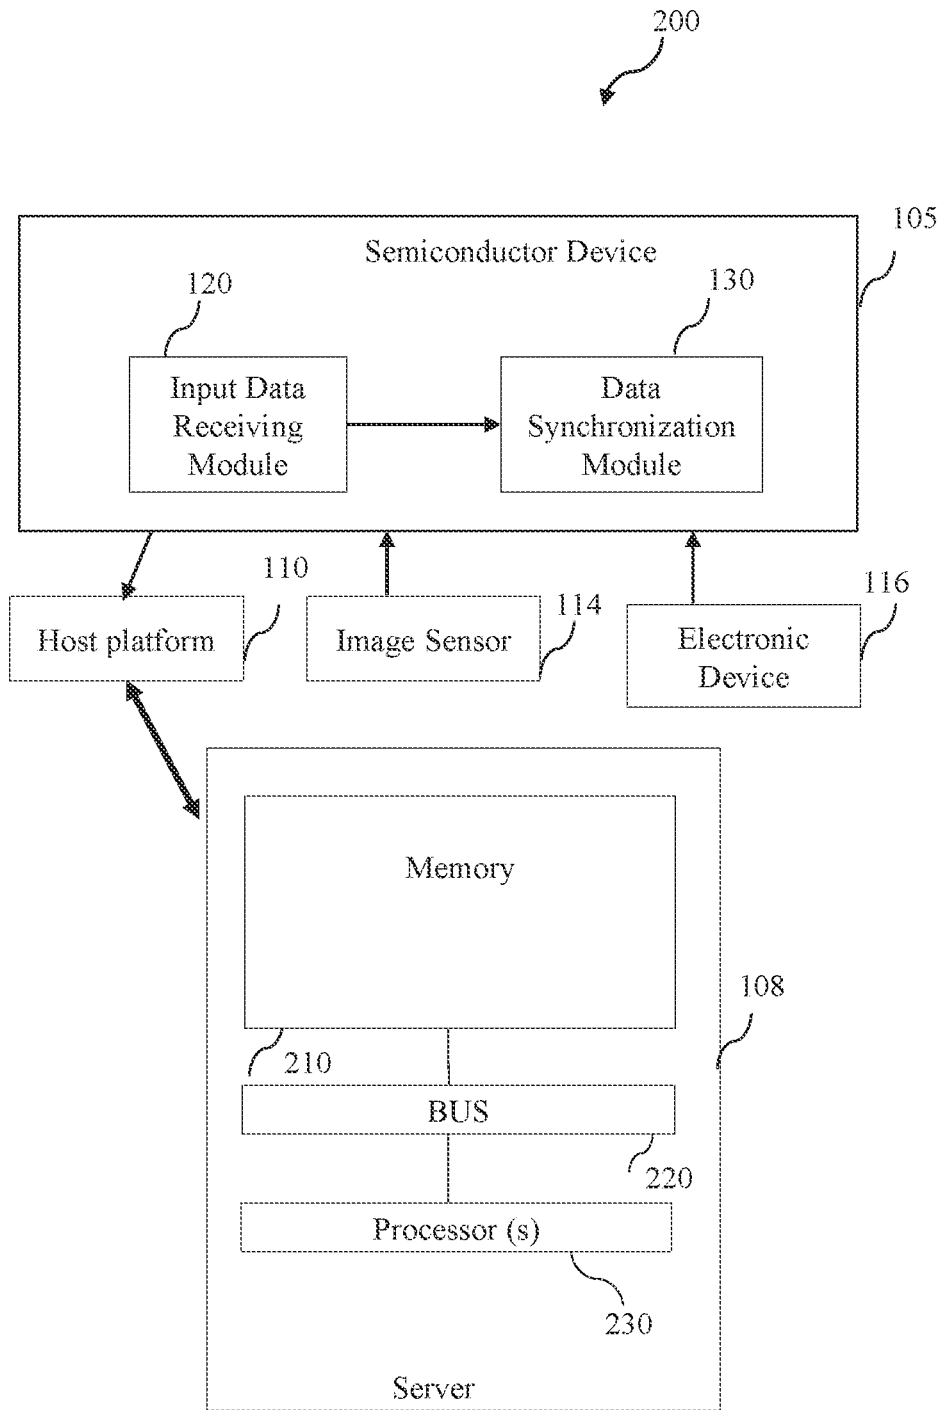 200
105
Semiconductor Device
120
130
Input Data
Receiving
Module
Data
Synchronization
Module
110
114
116
Host platform
Image Sensor
Electronic
Device
Memory
108
210
BUS
220
Processor (s)
230
Server